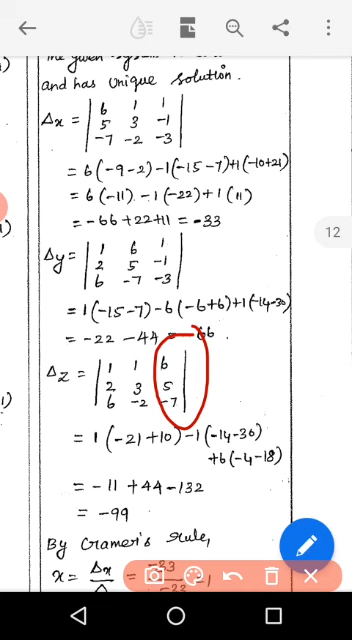 and has unique solution.
Δx = | 6 1 1 |
| 5 3 -1 |
| -7 -2 -3 |
= 6(-9-2)-1(-15-7)+1(-10+21)
= 6(-11) -1(-22)+1(11)
= -66+22+11 = -33
12
Δy = | 1 6 1 |
| 2 5 -1 |
| 6 -7 -3 |
= 1(-15-7)-6(-6+6)+1(-14-30)
= -22 -44 = -66.
Δz = | 1 1 6 |
| 2 3 5 |
| 6 -2 -7 |
= 1(-21+10)-1(-14-30)
+6(-4-18)
= -11 +44-132
= -99
By Cramer's rule,
x = Δx/Δ = -33